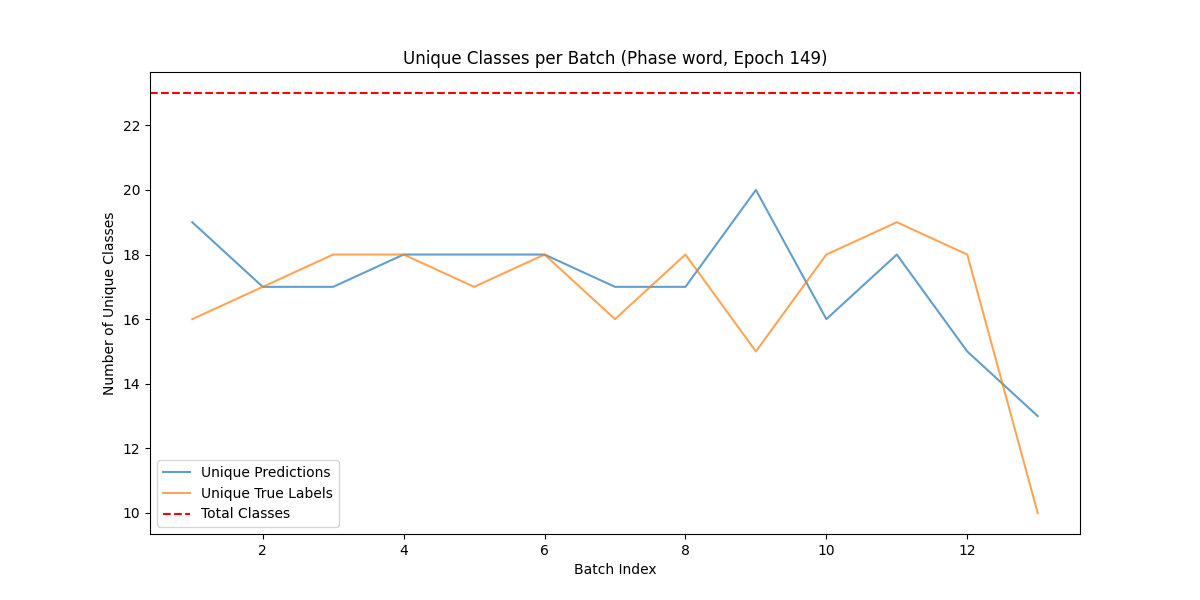 Unique Classes per Batch (Phase word, Epoch 149)
Number of Unique Classes
22
20
18
16
14
12
10
Unique Predictions
Unique True Labels
Total Classes
2 4 6 8 10 12
Batch Index